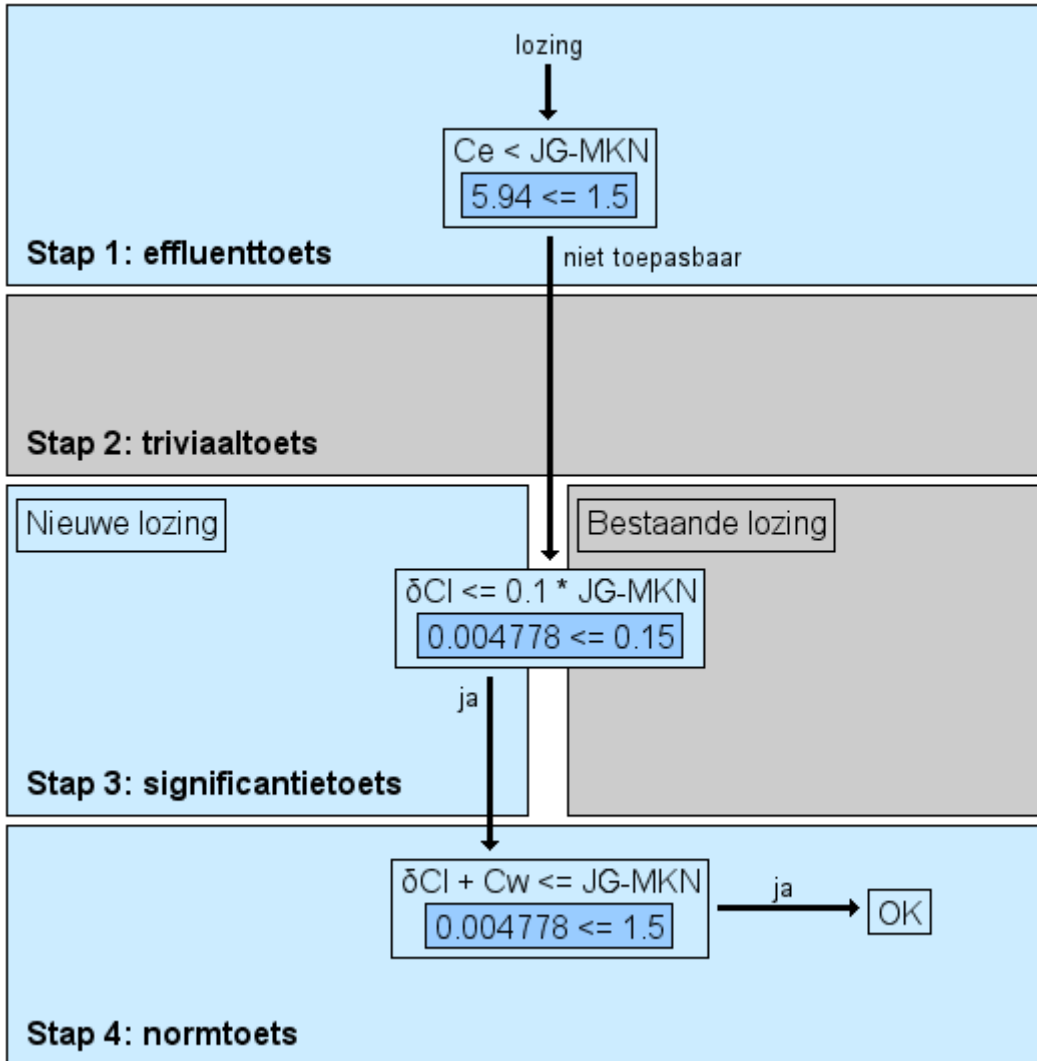 lozing
Ce < JG-MKN
5.94 <= 1.5
Stap 1: effluenttoets
niet toepasbaar
Stap 2: triviaaltoets
Nieuwe lozing
Bestaande lozing
δCl <= 0.1 * JG-MKN
0.004778 <= 0.15
ja
Stap 3: significantietoets
δCl + Cw <= JG-MKN
0.004778 <= 1.5
ja
OK
Stap 4: normtoets